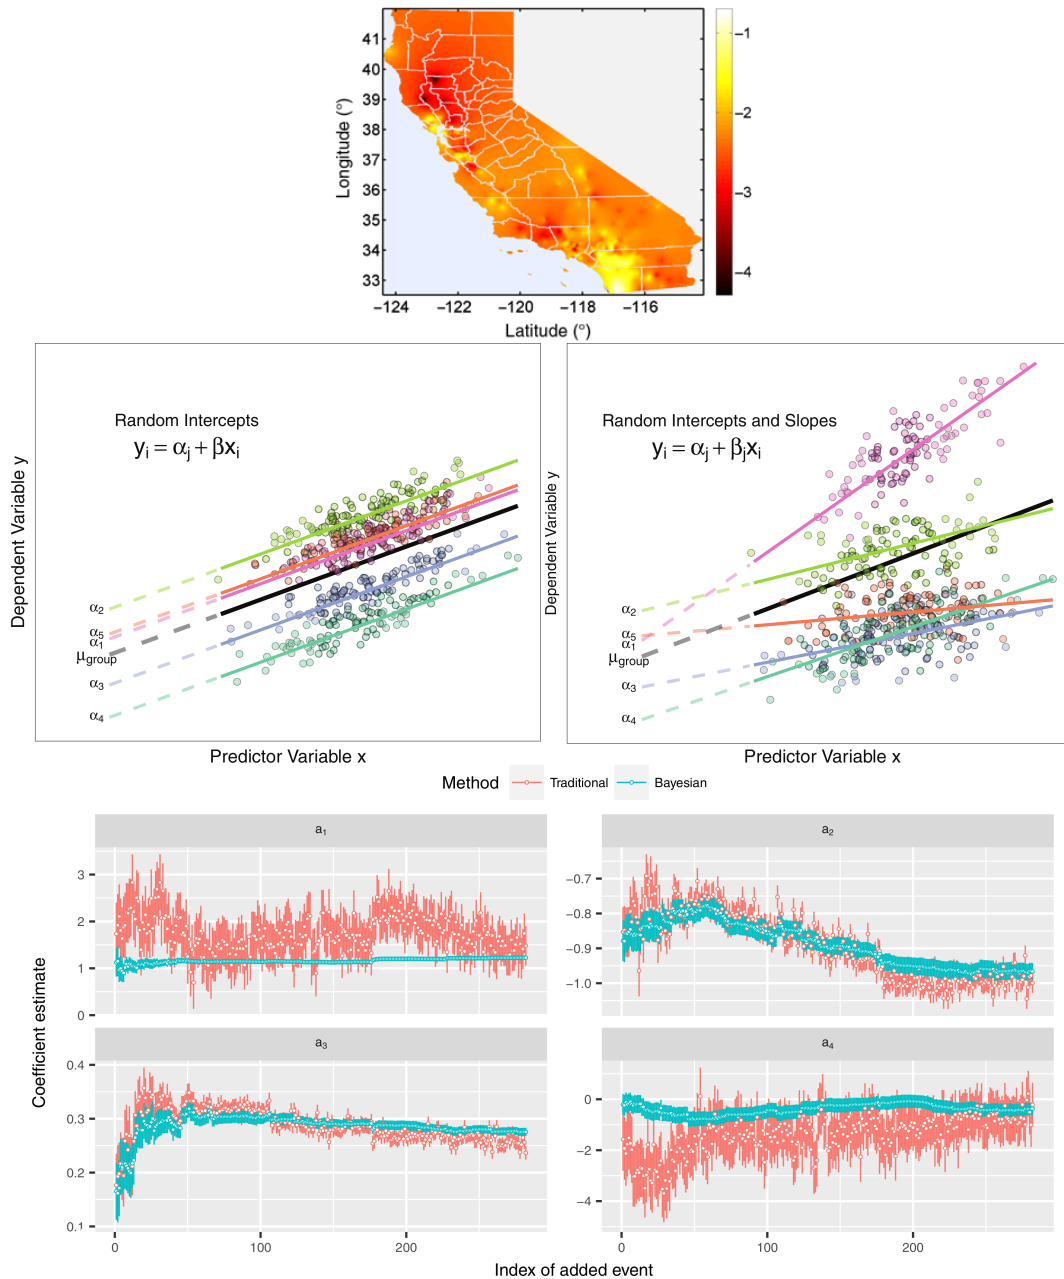 41
40
39
38
37
36
35
34
33
Longitude (°)
−124 −122 −120 −118 −116
Latitude (°)
−1
−2
−3
−4
Random Intercepts
yi = αj + βxi
Dependent Variable y
α2
α5
α1
μgroup
α3
α4
Predictor Variable x
Random Intercepts and Slopes
yi = αj + βjxi
Dependent Variable y
α2
α5
α1
μgroup
α3
α4
Predictor Variable x
Method Traditional Bayesian
Coefficient estimate
a1
3
2
1
0
a2
−0.7
−0.8
−0.9
−1.0
a3
0.4
0.3
0.2
0.1
0 100 200
a4
0
−2
−4
0 100 200
Index of added event